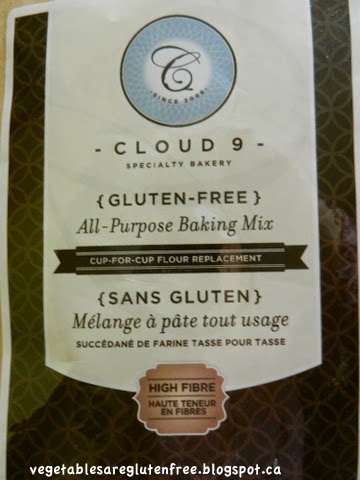 C
SINCE 2009
- CLOUD 9 -
SPECIALTY BAKERY
{GLUTEN-FREE}
All-Purpose Baking Mix
CUP-FOR-CUP FLOUR REPLACEMENT
{SANS GLUTEN}
Mélange à pâte tout usage
SUCCÉDANÉ DE FARINE TASSE POUR TASSE
HIGH FIBRE
HAUTE TENEUR
EN FIBRES
vegetablesareglutenfree.blogspot.ca